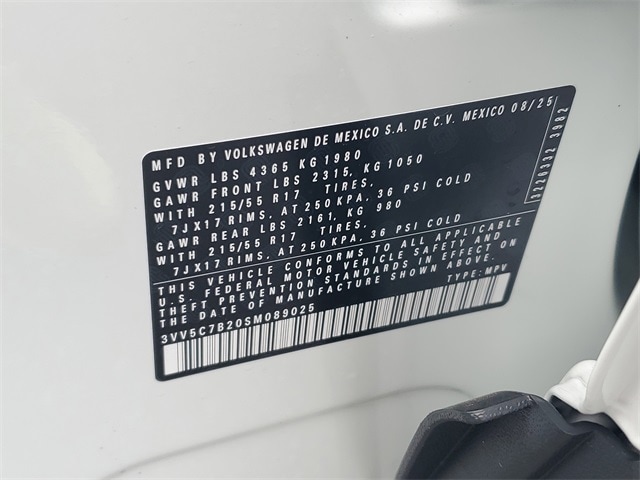 MFD BY VOLKSWAGEN DE MEXICO S.A. DE C.V. MEXICO 08/25
GVWR LBS 4365 KG 1980
GAWR FRONT LBS 2315, KG 1050
WITH 215/55 R17 TIRES,
7JX17 RIMS, AT 250 KPA, 36 PSI COLD
GAWR REAR LBS 2161, KG 980
WITH 215/55 R17 TIRES,
7JX17 RIMS, AT 250 KPA, 36 PSI COLD
THIS VEHICLE CONFORMS TO ALL APPLICABLE
U.S. FEDERAL MOTOR VEHICLE SAFETY AND
THEFT PREVENTION STANDARDS IN EFFECT ON
THE DATE OF MANUFACTURE SHOWN ABOVE.
TYPE: MPV
3VV5C7B20SM089025
3220332 3982